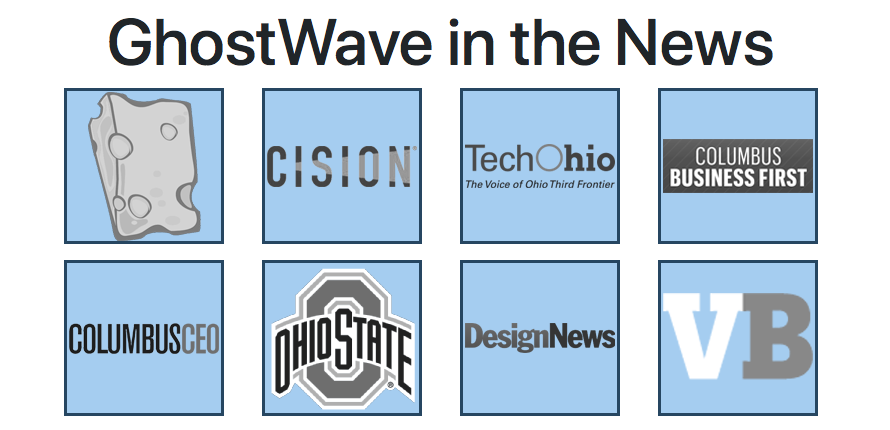 GhostWave in the News
CISION®
TechOhio
The Voice of Ohio Third Frontier
COLUMBUS
BUSINESS FIRST
COLUMBUSCEO
OHIO STATE
®
DesignNews
VB